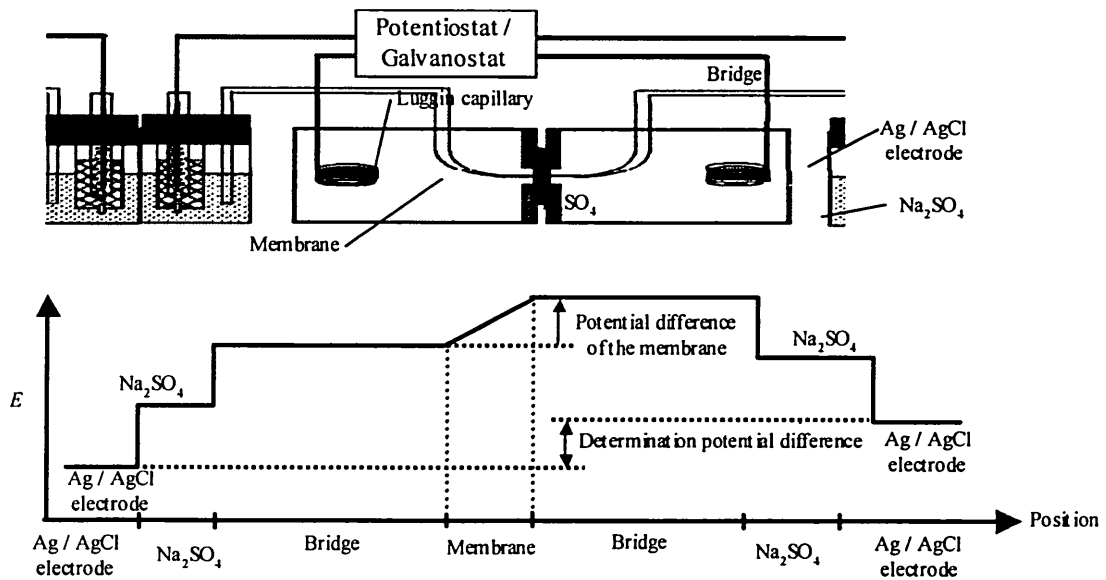 Potentiostat /
Galvanostat
Bridge
Luggin capillary
Ag / AgCl
electrode
SO₄
Na₂SO₄
Membrane
Potential difference
of the membrane
Na₂SO₄
Na₂SO₄
E
Determination potential difference
Ag / AgCl
electrode
Ag / AgCl
electrode
Position
Ag / AgCl
electrode
Na₂SO₄
Bridge
Membrane
Bridge
Na₂SO₄
Ag / AgCl
electrode